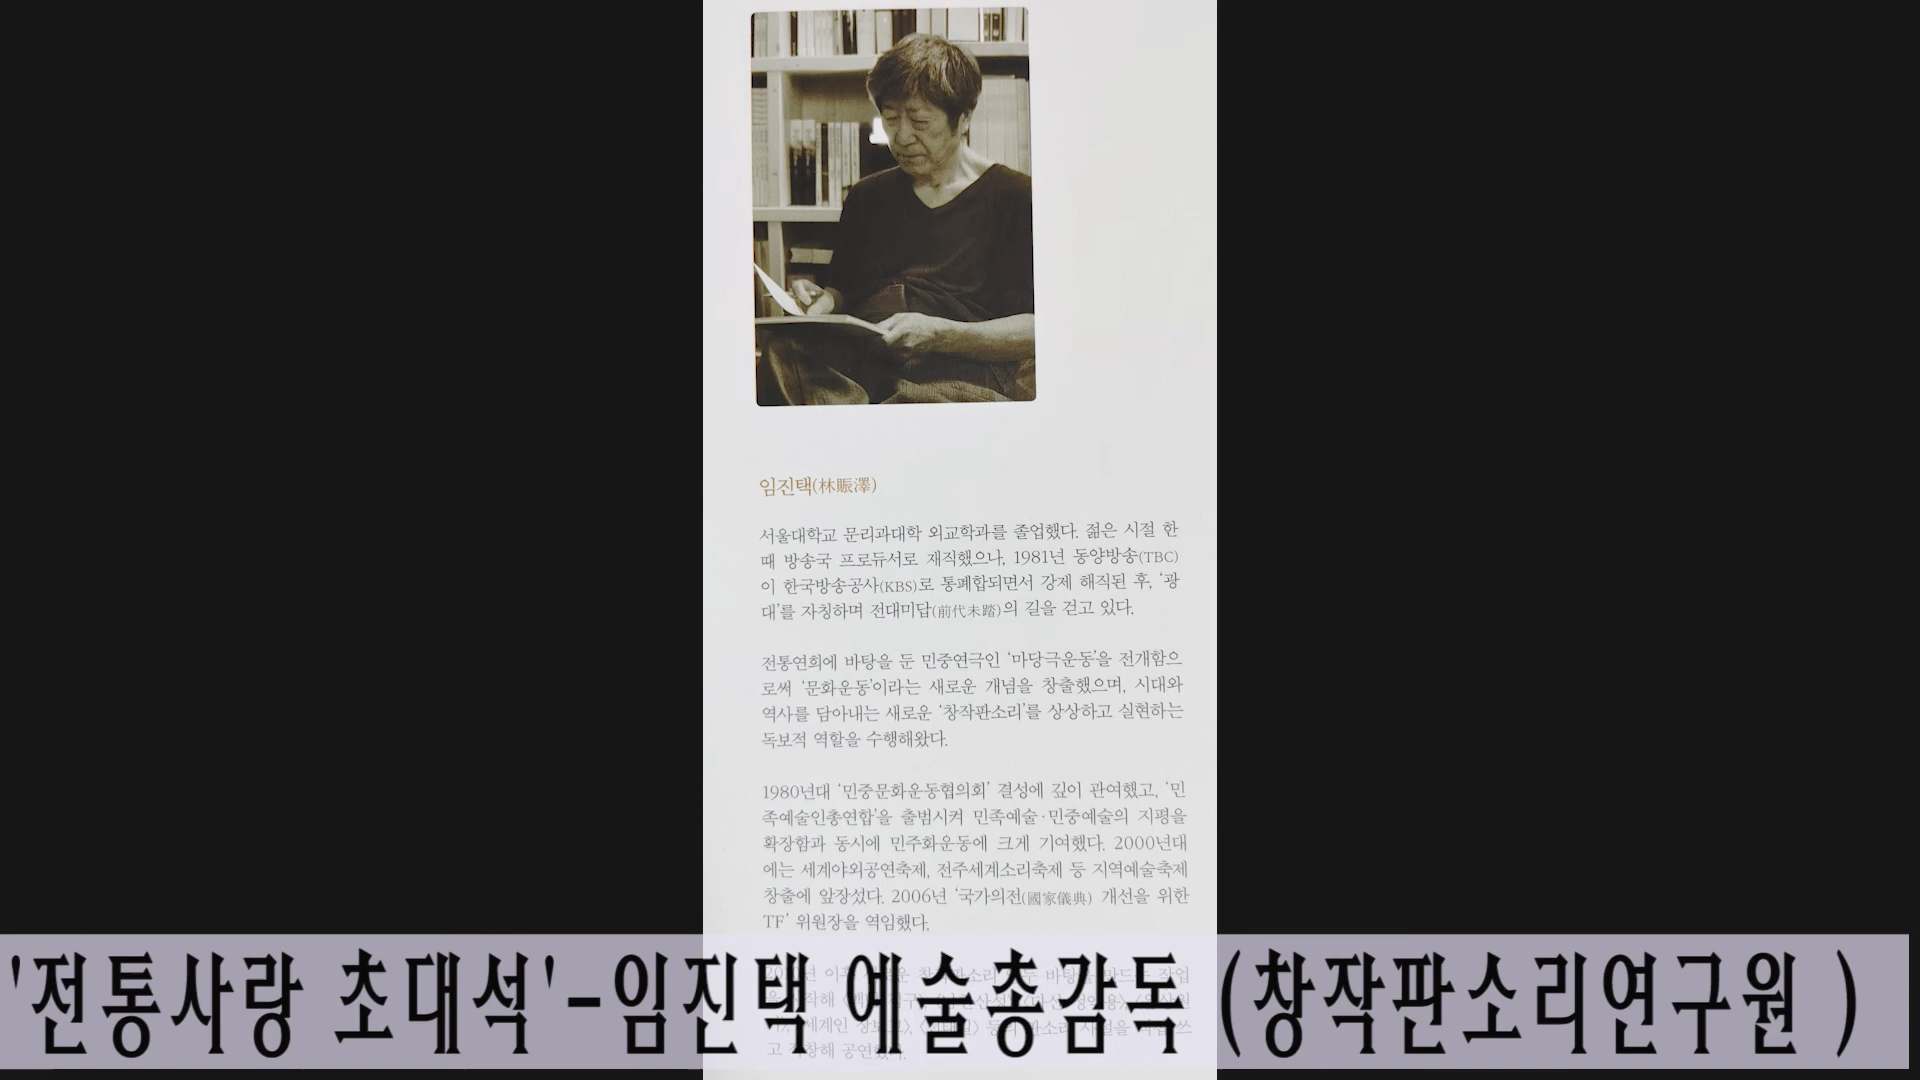 임진택(林賑澤)
서울대학교 문리과대학 외교학과를 졸업했다. 젊은 시절 한
때 방송국 프로듀서로 재직했으나, 1981년 동양방송(TBC)
이 한국방송공사(KBS)로 통폐합되면서 강제 해직된 후, ‘광
대’를 자칭하며 전대미답(前代未踏)의 길을 걷고 있다.
전통연희에 바탕을 둔 민중연극인 ‘마당극운동’을 전개함으
로써 ‘문화운동’이라는 새로운 개념을 창출했으며, 시대와
역사를 담아내는 새로운 ‘창작판소리’를 상상하고 실현하는
독보적 역할을 수행해왔다.
1980년대 ‘민중문화운동협의회’ 결성에 깊이 관여했고, ‘민
족예술인총연합’을 출범시켜 민족예술·민중예술의 지평을
확장함과 동시에 민주화운동에 크게 기여했다. 2000년대
에는 세계야외공연축제, 전주세계소리축제 등 지역예술축제
창출에 앞장섰다. 2006년 ‘국가의전(國家儀典) 개선을 위한
TF’ 위원장을 역임했다.
'전통사랑 초대석'-임진택 예술총감독 (창작판소리연구원 )